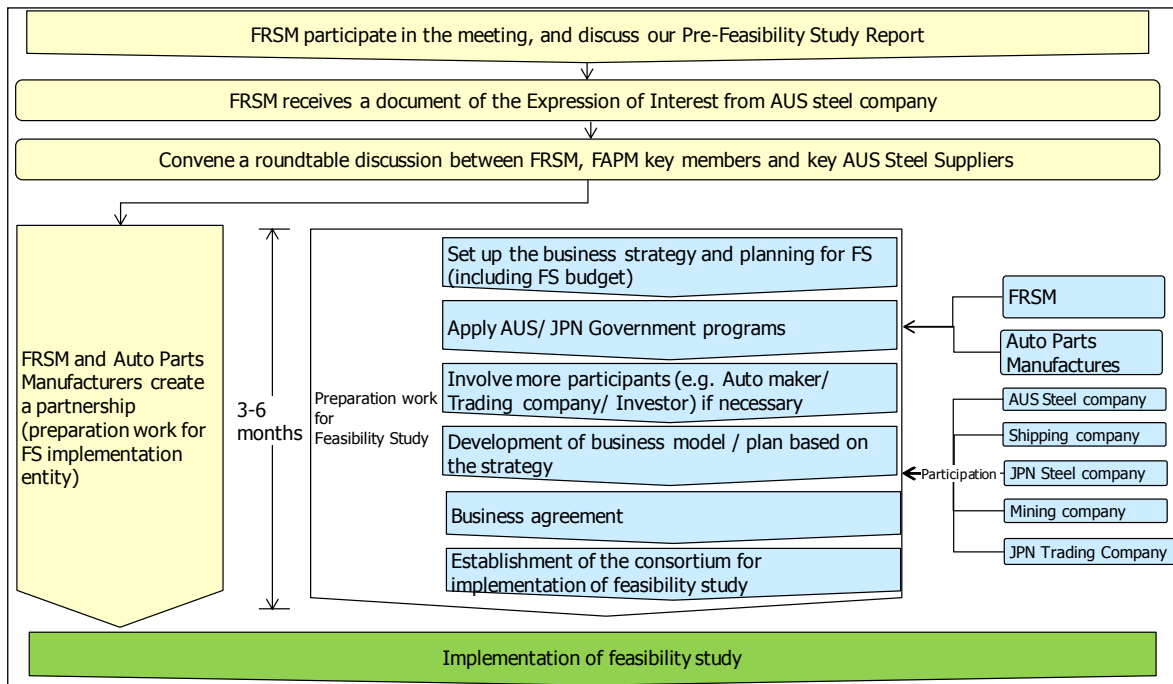 FRSM participate in the meeting, and discuss our Pre-Feasibility Study Report
FRSM receives a document of the Expression of Interest from AUS steel company
Convene a roundtable discussion between FRSM, FAPM key members and key AUS Steel Suppliers
FRSM and Auto Parts
Manufacturers create
a partnership
(preparation work for
FS implementation
entity)
3-6
months
Preparation work
for
Feasibility Study
Set up the business strategy and planning for FS
(including FS budget)
Apply AUS/ JPN Government programs
Involve more participants (e.g. Auto maker/
Trading company/ Investor) if necessary
Development of business model / plan based on
the strategy
Business agreement
Establishment of the consortium for
implementation of feasibility study
FRSM
Auto Parts
Manufactures
Participation
AUS Steel company
Shipping company
JPN Steel company
Mining company
JPN Trading Company
Implementation of feasibility study